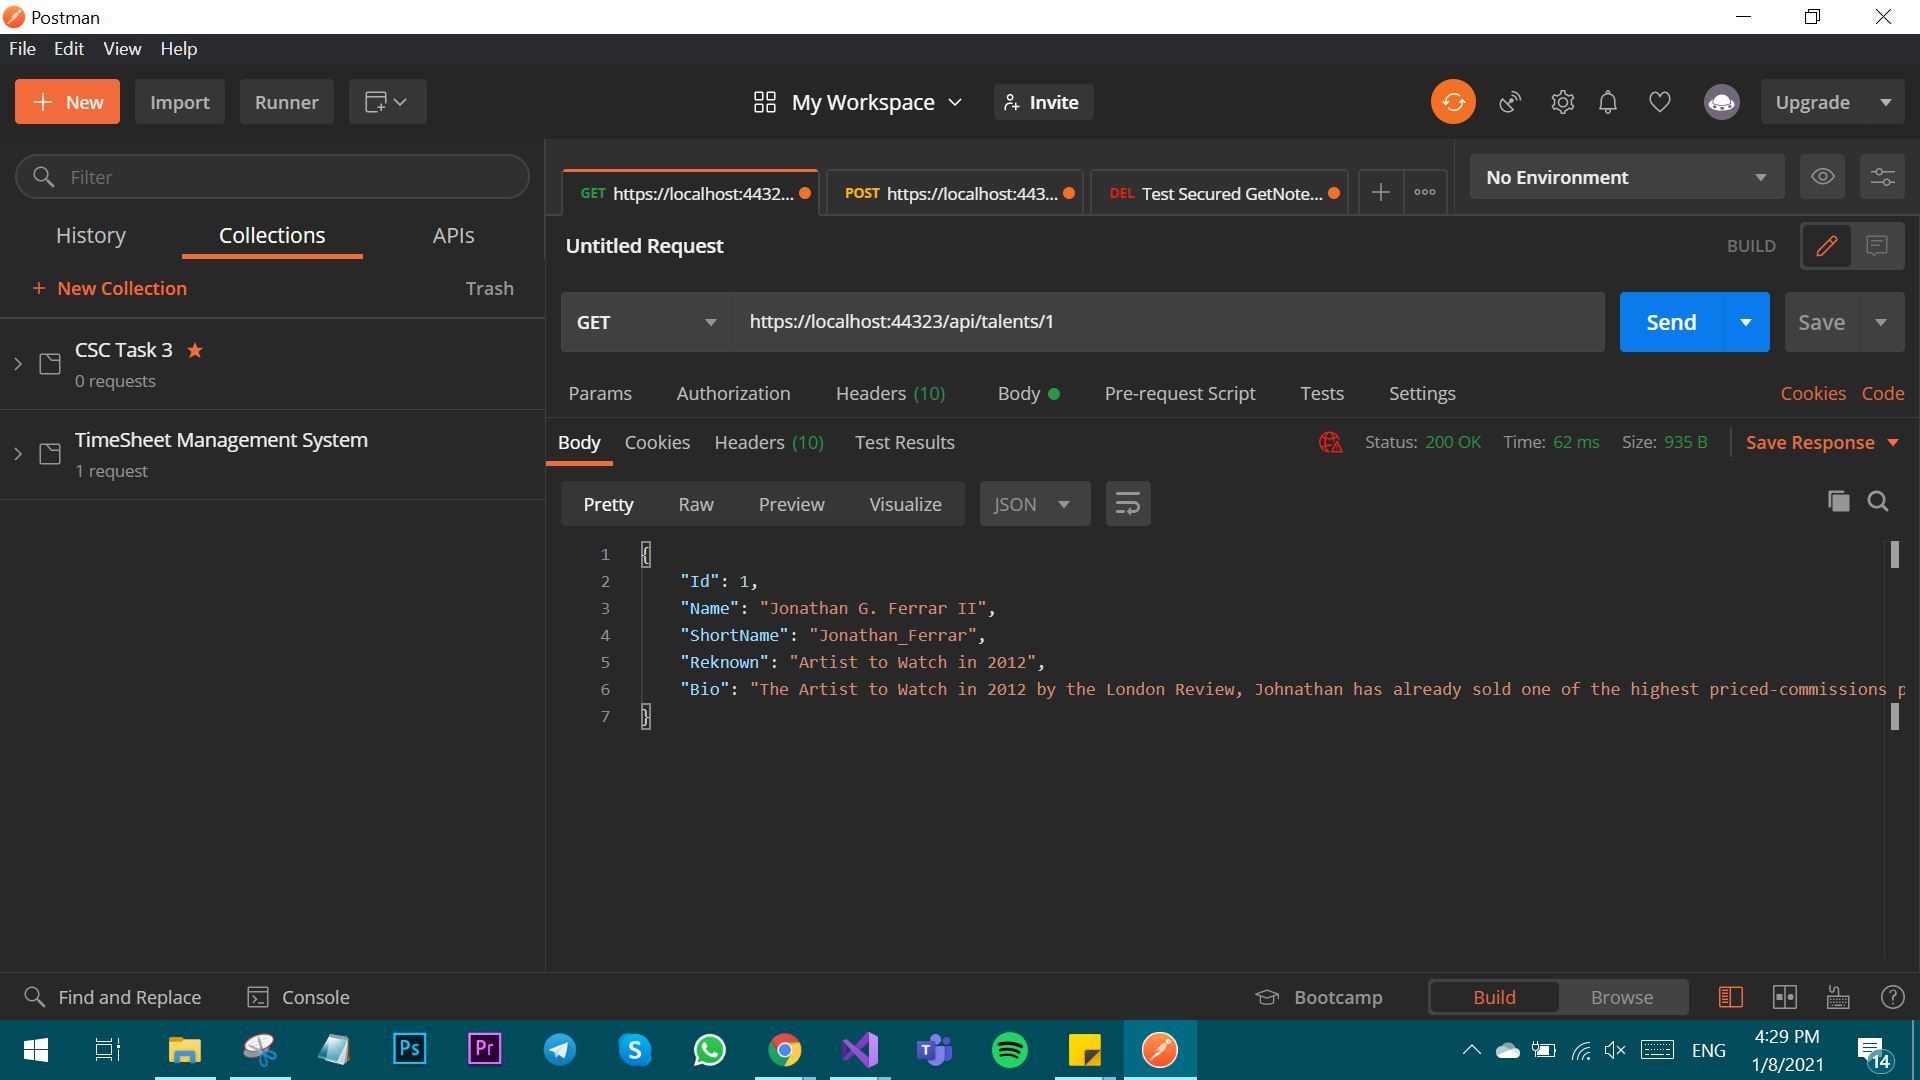 Postman
File Edit View Help
New Import Runner My Workspace Invite Upgrade
Filter
GET https://localhost:4432... POST https://localhost:443... DEL Test Secured GetNote... No Environment
History Collections APIs
Untitled Request BUILD
+ New Collection Trash
GET https://localhost:44323/api/talents/1 Send Save
CSC Task 3
0 requests
Params Authorization Headers (10) Body Pre-request Script Tests Settings Cookies Code
TimeSheet Management System
1 request
Body Cookies Headers (10) Test Results Status: 200 OK Time: 62 ms Size: 935 B Save Response
Pretty Raw Preview Visualize JSON
1 {
2 "Id": 1,
3 "Name": "Jonathan G. Ferrar II",
4 "ShortName": "Jonathan_Ferrar",
5 "Reknown": "Artist to Watch in 2012",
6 "Bio": "The Artist to Watch in 2012 by the London Review, Johnathan has already sold one of the highest priced-commissions p
7 }
Find and Replace Console Bootcamp Build Browse
Ps Pr ENG 4:29 PM
1/8/2021 14